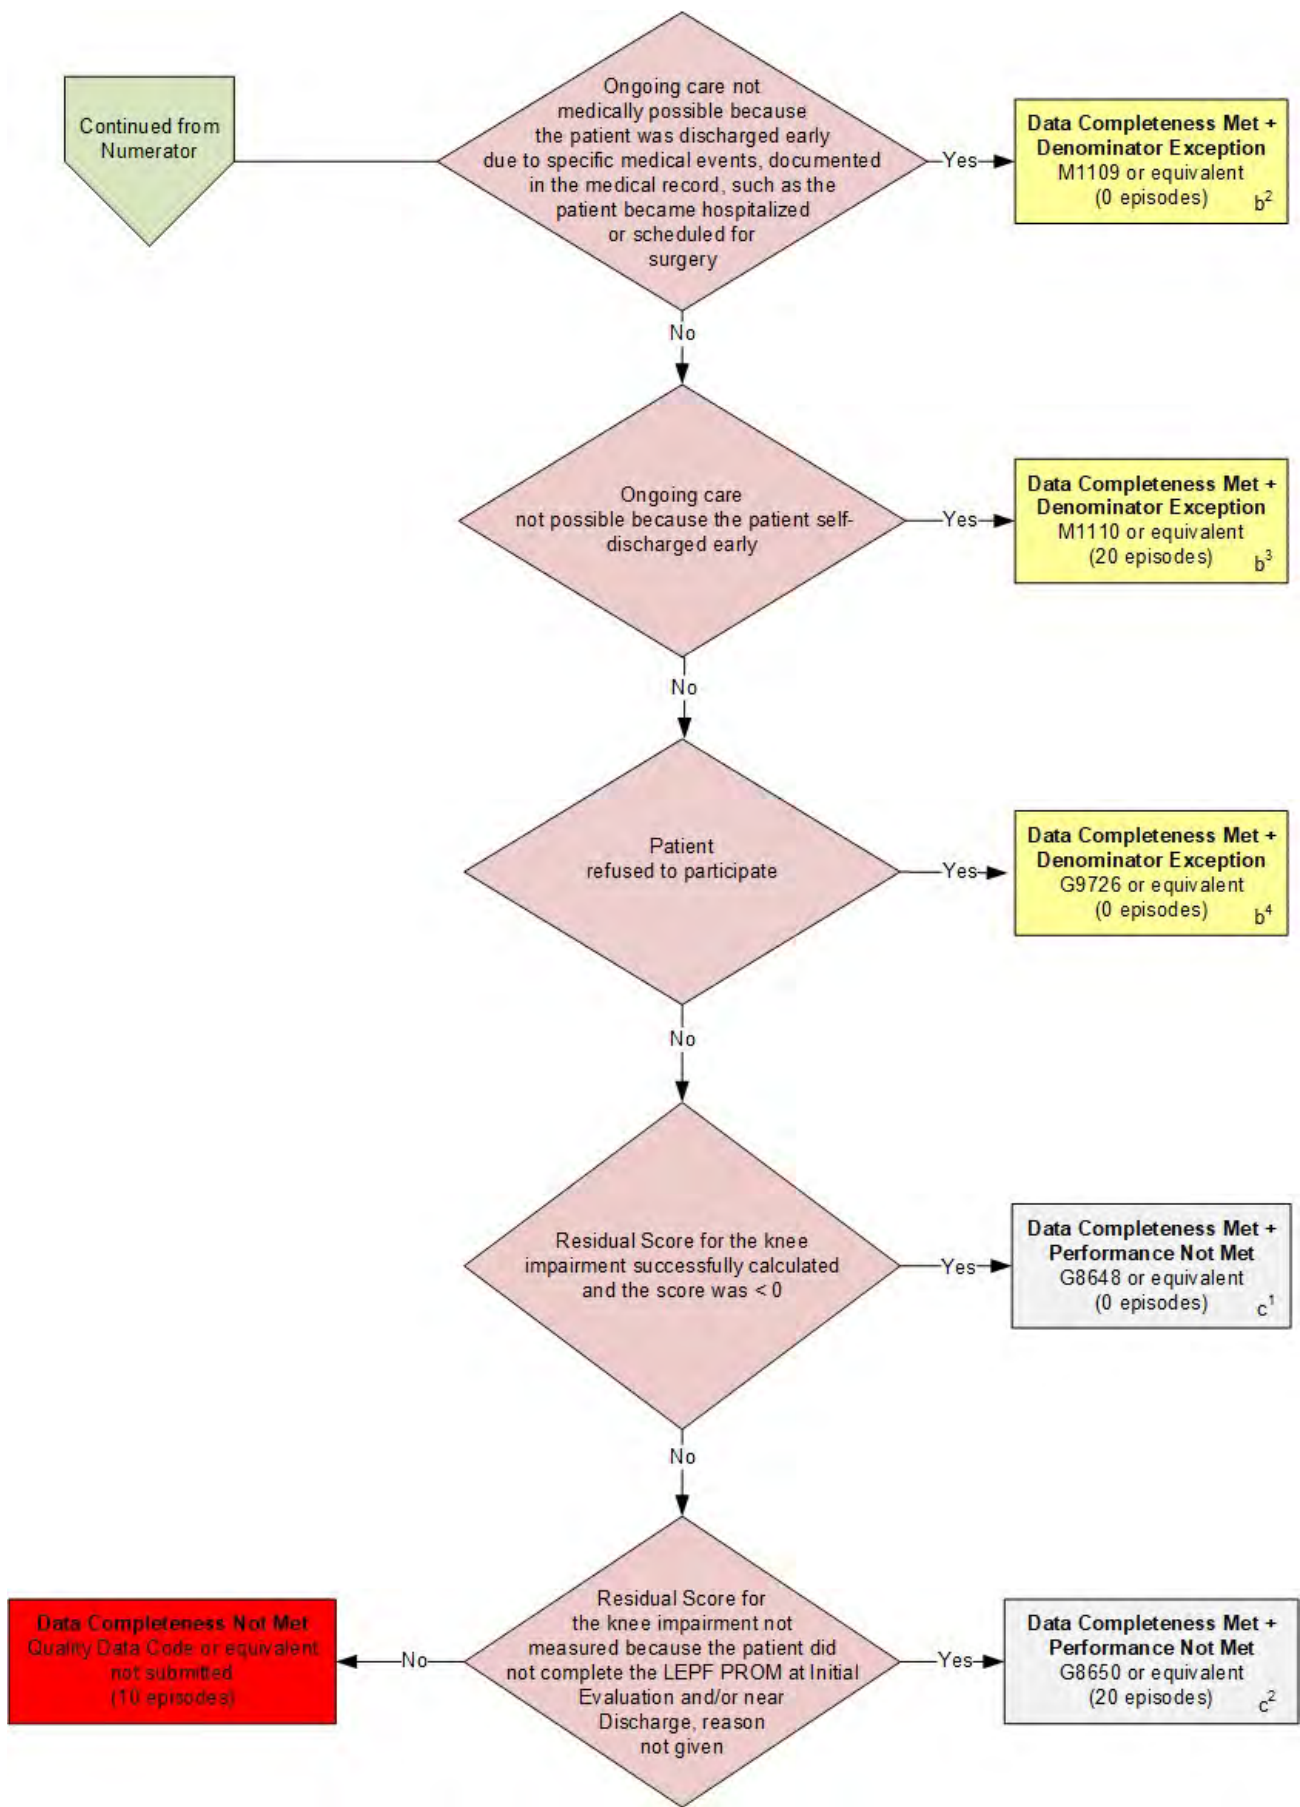 Continued from
Numerator
Ongoing care not
medically possible because
the patient was discharged early
due to specific medical events, documented
in the medical record, such as the
patient became hospitalized
or scheduled for
surgery
Yes
Data Completeness Met +
Denominator Exception
M1109 or equivalent
(0 episodes)
b²
No
Ongoing care
not possible because the patient self-
discharged early
Yes
Data Completeness Met +
Denominator Exception
M1110 or equivalent
(20 episodes)
b³
No
Patient
refused to participate
Yes
Data Completeness Met +
Denominator Exception
G9726 or equivalent
(0 episodes)
b⁴
No
Residual Score for the knee
impairment successfully calculated
and the score was < 0
Yes
Data Completeness Met +
Performance Not Met
G8648 or equivalent
(0 episodes)
c¹
No
Residual Score for
the knee impairment not
measured because the patient did
not complete the LEPF PROM at Initial
Evaluation and/or near
Discharge, reason
not given
No
Data Completeness Not Met
Quality Data Code or equivalent
not submitted
(10 episodes)
Yes
Data Completeness Met +
Performance Not Met
G8650 or equivalent
(20 episodes)
c²